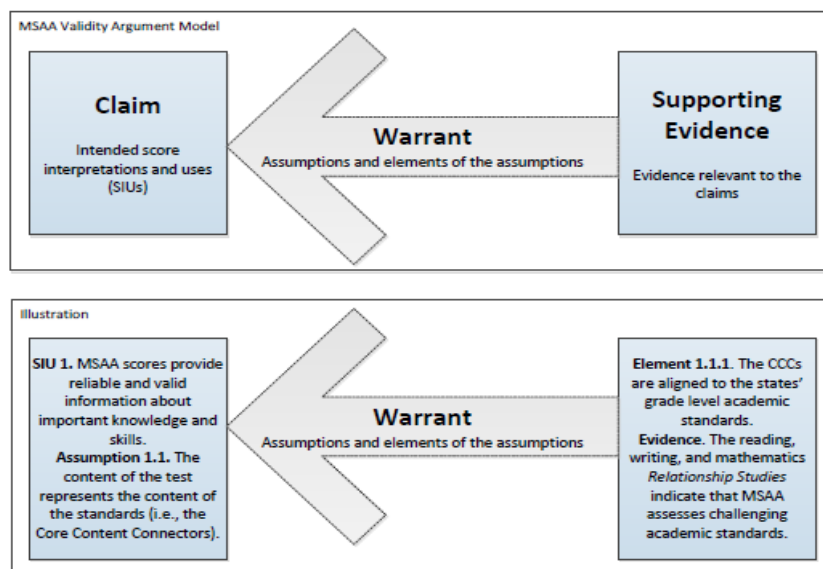 MSAA Validity Argument Model
Claim
Intended score
interpretations and uses
(SIUs)
Warrant
Assumptions and elements of the assumptions
Supporting
Evidence
Evidence relevant to the
claims
Illustration
SIU 1. MSAA scores provide
reliable and valid
information about
important knowledge and
skills.
Assumption 1.1. The
content of the test
represents the content of
the standards (i.e., the
Core Content Connectors).
Warrant
Assumptions and elements of the assumptions
Element 1.1.1. The CCCs
are aligned to the states’
grade level academic
standards.
Evidence. The reading,
writing, and mathematics
Relationship Studies
indicate that MSAA
assesses challenging
academic standards.